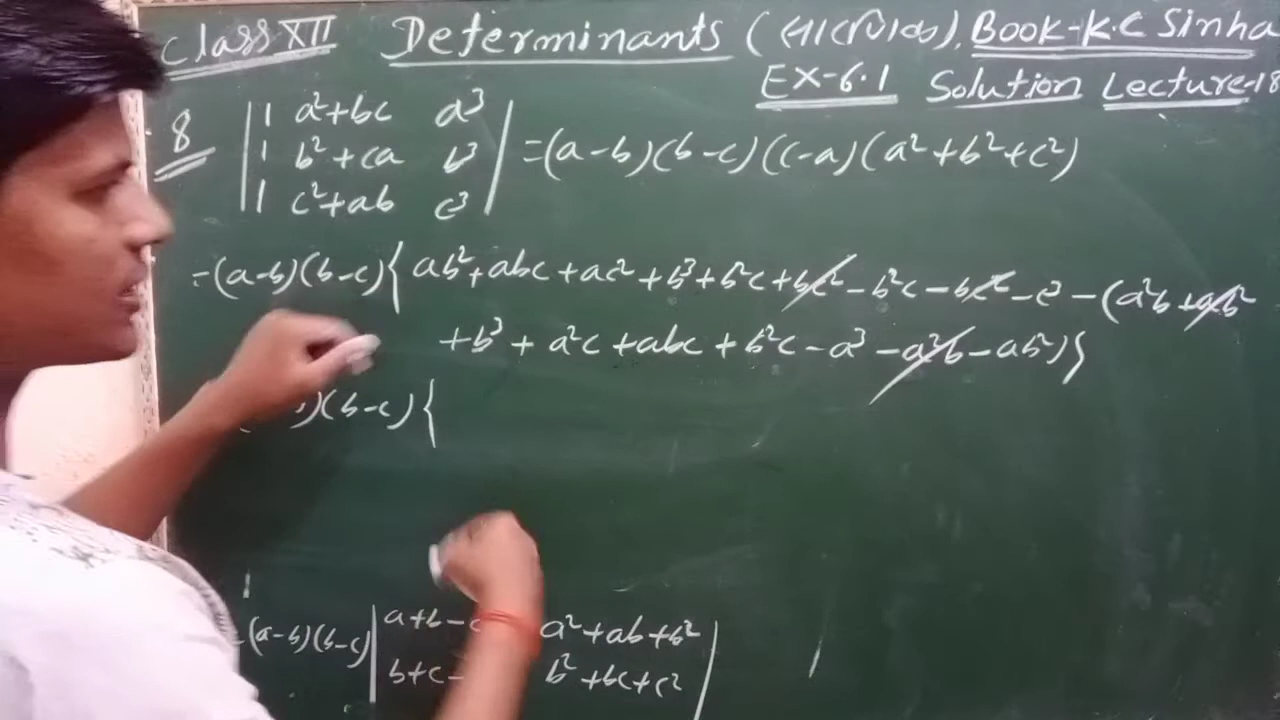 Class XII Determinants (सारणिक), Book-K.C Sinha
EX-6.1 Solution Lecture-18
8 | 1 a²+bc a³ |
| 1 b²+ca b³ | =(a-b)(b-c)(c-a)(a²+b²+c²)
| 1 c²+ab c³ |
=(a-b)(b-c){ab²+abc+ac²+b³+b²c+bc²-b²c-bc²-c³-(a²b+ab²
+b³+a²c+abc+b²c-a³-a²b-ab²)}
)(b-c){
=(a-b)(b-c)| a+b- a²+ab+b² |
| b+c- b²+bc+c² |